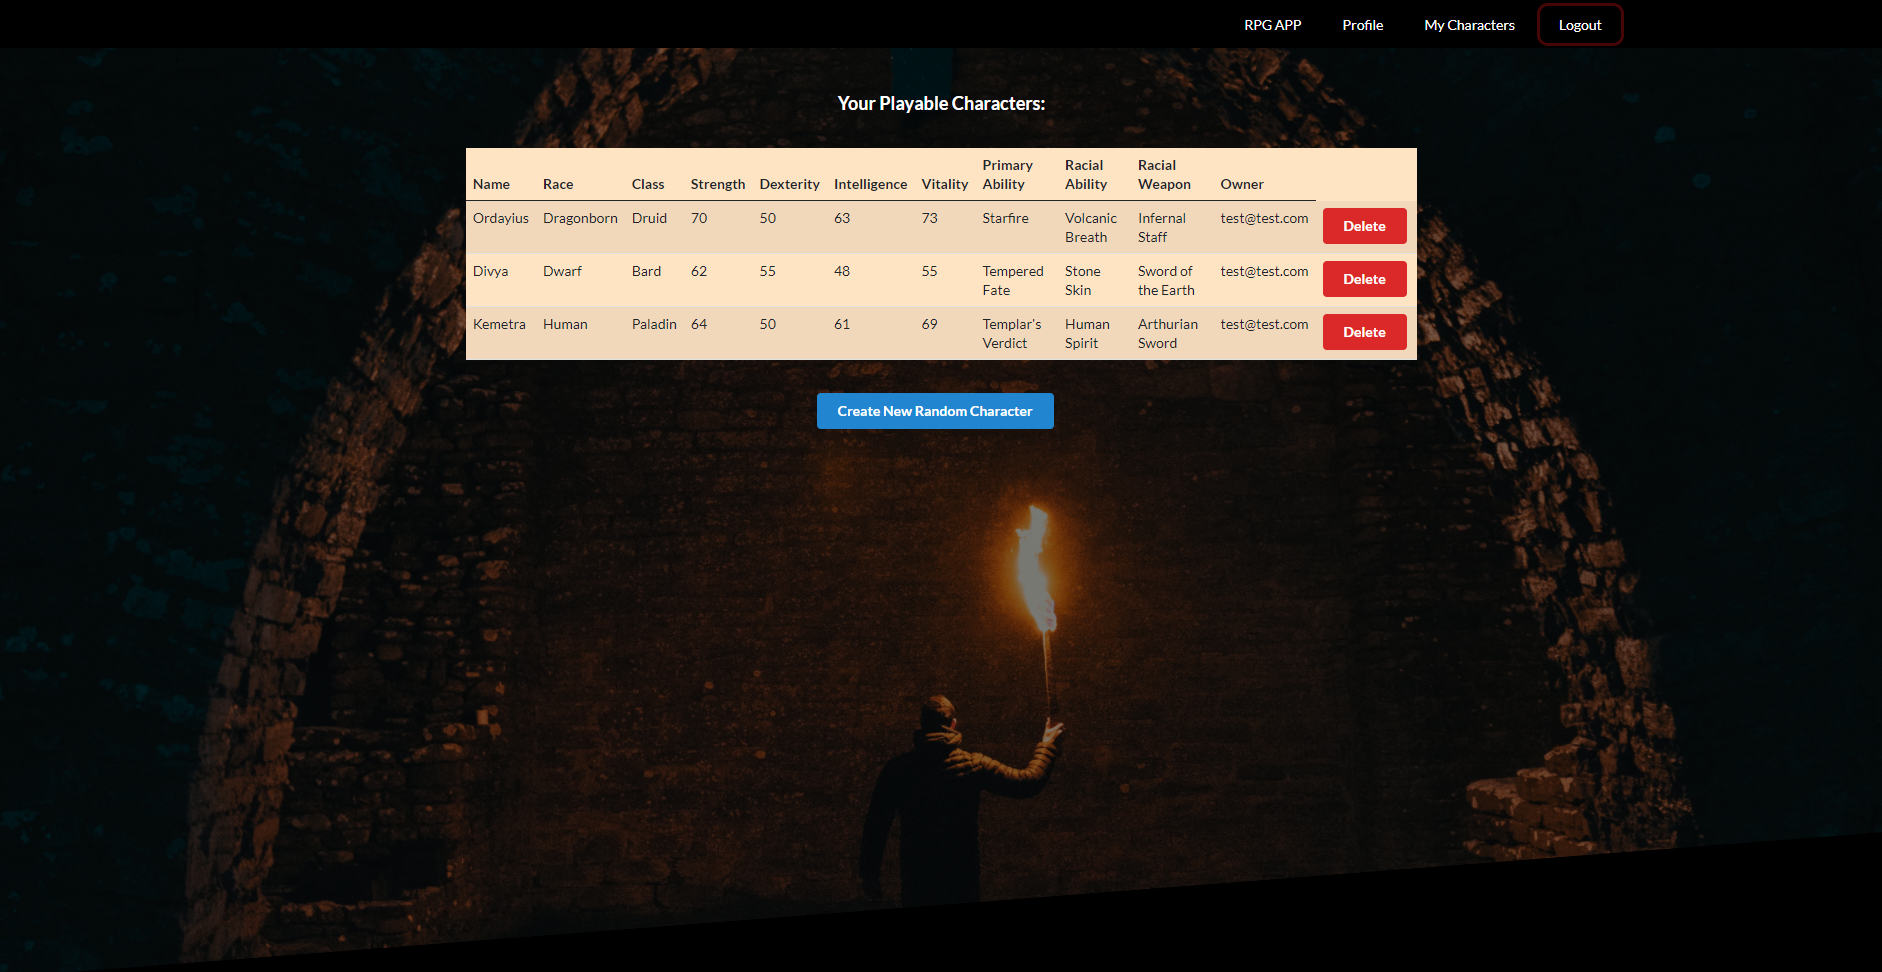 RPG APP Profile My Characters Logout
Your Playable Characters:
Name Race Class Strength Dexterity Intelligence Vitality Primary Ability Racial Ability Racial Weapon Owner
Ordayius Dragonborn Druid 70 50 63 73 Starfire Volcanic Breath Infernal Staff test@test.com Delete
Divya Dwarf Bard 62 55 48 55 Tempered Fate Stone Skin Sword of the Earth test@test.com Delete
Kemetra Human Paladin 64 50 61 69 Templar's Verdict Human Spirit Arthurian Sword test@test.com Delete
Create New Random Character